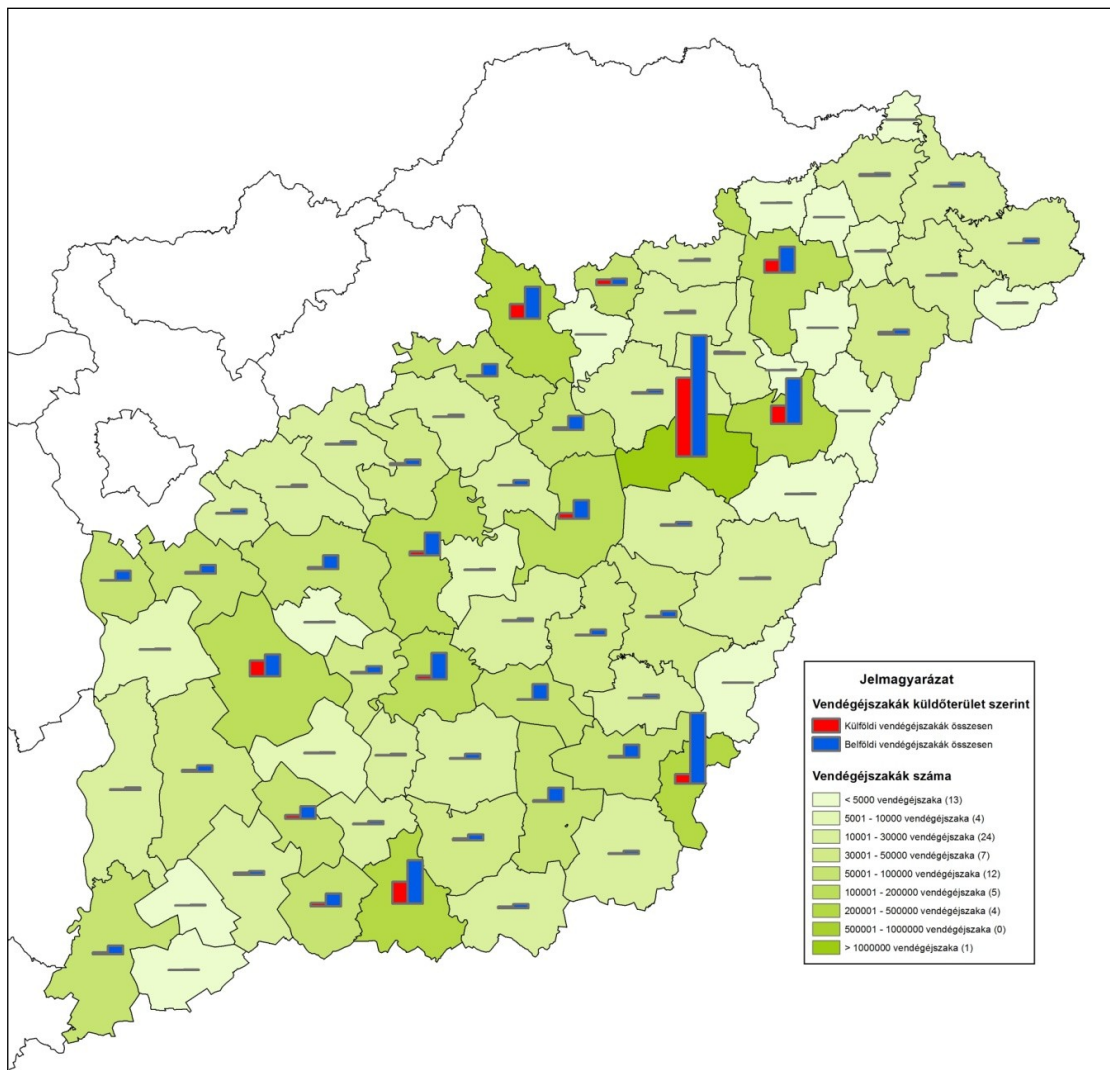 Jelmagyarázat
Vendégéjszakák küldőterület szerint
Külföldi vendégéjszakák összesen
Belföldi vendégéjszakák összesen
Vendégéjszakák száma
< 5000 vendégéjszaka (13)
5001 - 10000 vendégéjszaka (4)
10001 - 30000 vendégéjszaka (24)
30001 - 50000 vendégéjszaka (7)
50001 - 100000 vendégéjszaka (12)
100001 - 200000 vendégéjszaka (5)
200001 - 500000 vendégéjszaka (4)
500001 - 1000000 vendégéjszaka (0)
> 1000000 vendégéjszaka (1)